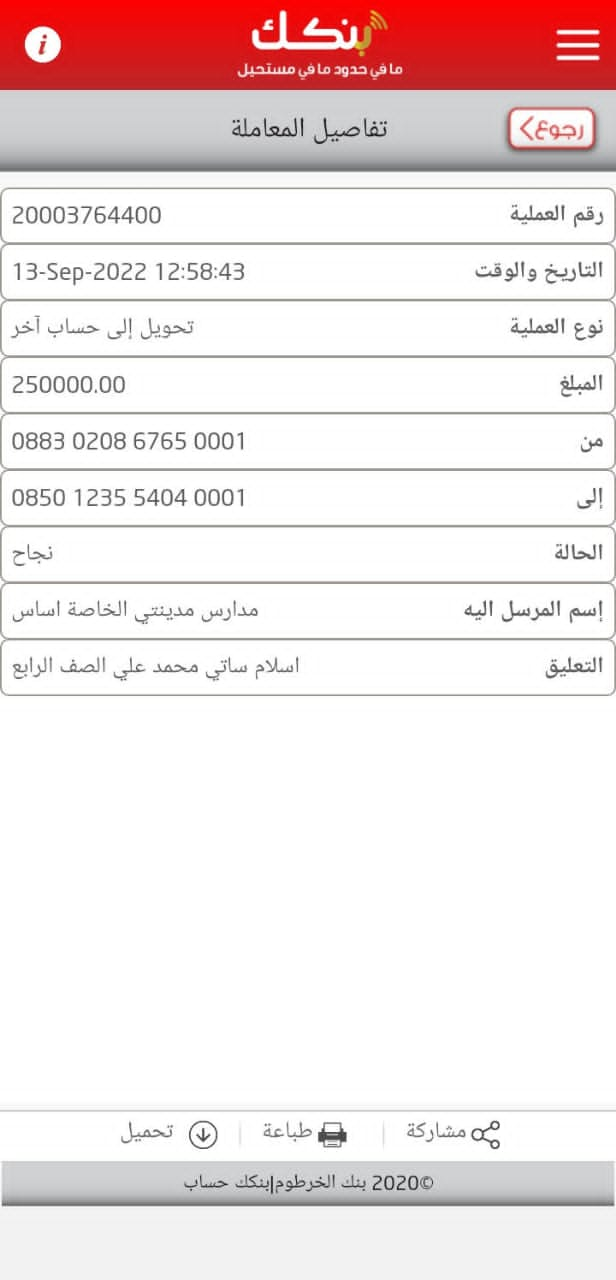 بنكك
ما في حدود ما في مستحيل
رجوع
تفاصيل المعاملة
رقم العملية 20003764400
التاريخ والوقت 13-Sep-2022 12:58:43
نوع العملية تحويل إلى حساب آخر
المبلغ 250000.00
من 0883 0208 6765 0001
إلى 0850 1235 5404 0001
الحالة نجاح
إسم المرسل اليه مدارس مدينتي الخاصة اساس
التعليق اسلام ساتي محمد علي الصف الرابع
مشاركة | طباعة | تحميل
©2020 بنك الخرطوم|بنكك حساب